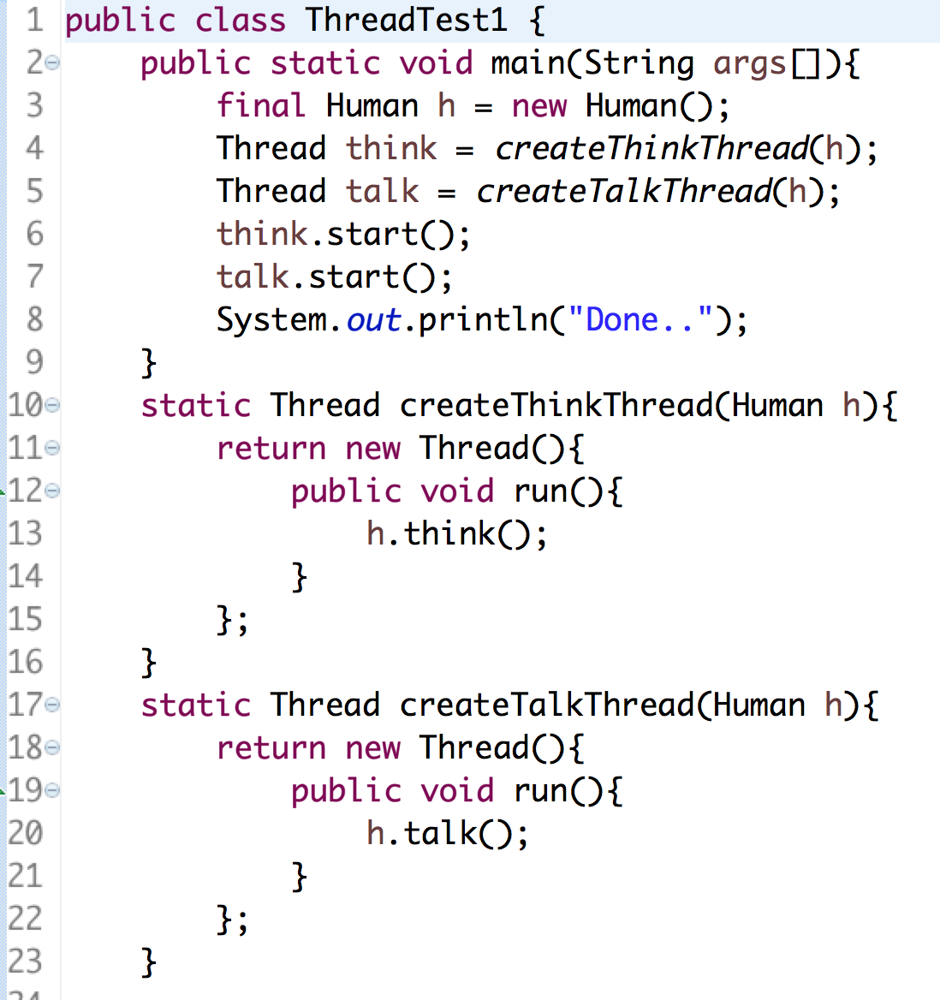 1 public class ThreadTest1 {
2 public static void main(String args[]){
3 final Human h = new Human();
4 Thread think = createThinkThread(h);
5 Thread talk = createTalkThread(h);
6 think.start();
7 talk.start();
8 System.out.println("Done..");
9 }
10 static Thread createThinkThread(Human h){
11 return new Thread(){
12 public void run(){
13 h.think();
14 }
15 };
16 }
17 static Thread createTalkThread(Human h){
18 return new Thread(){
19 public void run(){
20 h.talk();
21 }
22 };
23 }
24